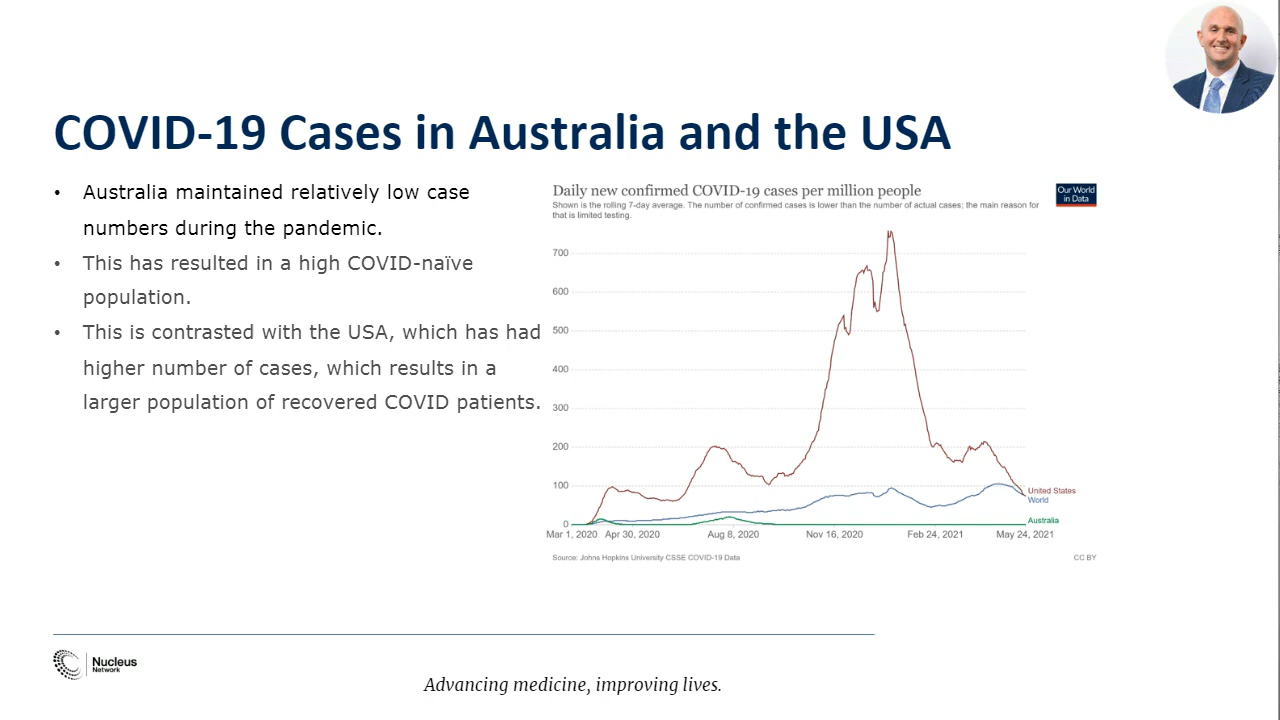 COVID-19 Cases in Australia and the USA
• Australia maintained relatively low case
numbers during the pandemic.
• This has resulted in a high COVID-naïve
population.
• This is contrasted with the USA, which has had
higher number of cases, which results in a
larger population of recovered COVID patients.
Daily new confirmed COVID-19 cases per million people
Shown is the rolling 7-day average. The number of confirmed cases is lower than the number of actual cases; the main reason for
that is limited testing.
Our World
in Data
700
600
500
400
300
200
100
0
United States
World
Australia
Mar 1, 2020 Apr 30, 2020 Aug 8, 2020 Nov 16, 2020 Feb 24, 2021 May 24, 2021
Source: Johns Hopkins University CSSE COVID-19 Data CC BY
Nucleus
Network
Advancing medicine, improving lives.